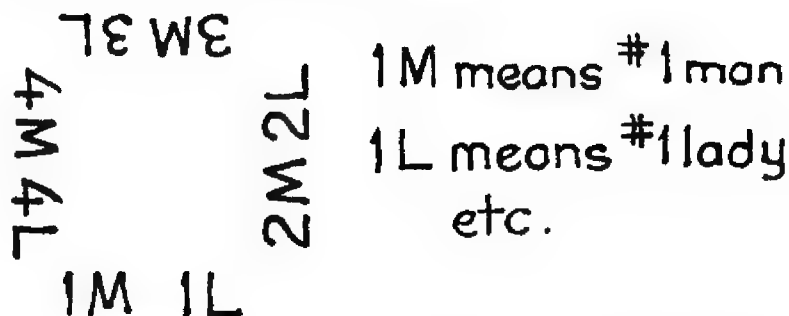 3M 3L
4M 4L
2M 2L
1M 1L
1M means #1 man
1L means #1 lady
etc.